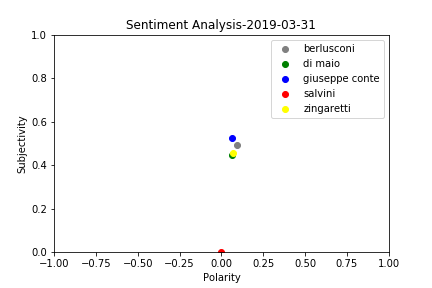 Sentiment Analysis-2019-03-31
1.0
0.8
0.6
0.4
0.2
0.0
Subjectivity
berlusconi
di maio
giuseppe conte
salvini
zingaretti
−1.00 −0.75 −0.50 −0.25 0.00 0.25 0.50 0.75 1.00
Polarity